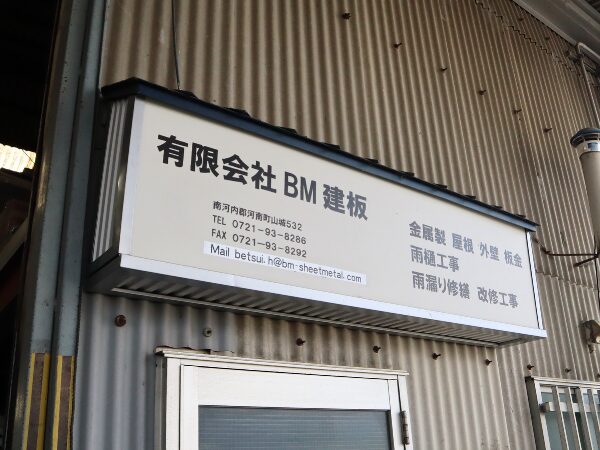 有限会社 BM 建板
南河内郡河南町山城532
TEL 0721-93-8286
FAX 0721-93-8292
Mail betsui.h@bm-sheetmetal.com
金属製 屋根 外壁 板金
雨樋工事
雨漏り修繕 改修工事